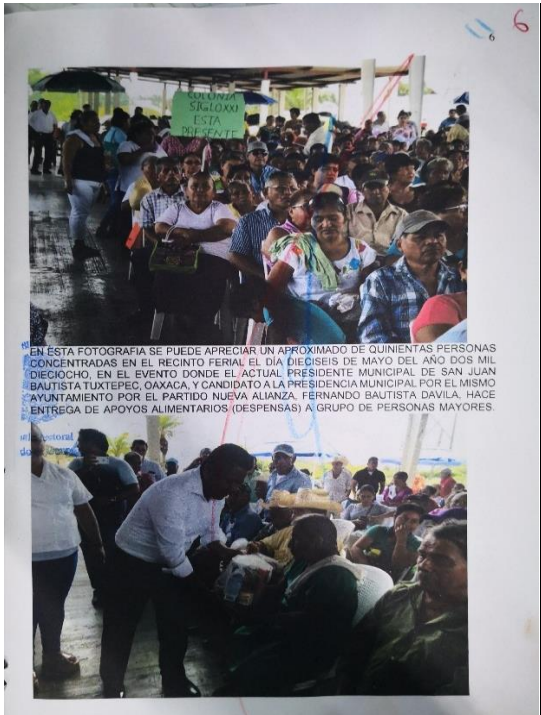 6
6
COLONIA
SIGLO XXI
ESTA
PRESENTE
EN ESTA FOTOGRAFIA SE PUEDE APRECIAR UN APROXIMADO DE QUINIENTAS PERSONAS
CONCENTRADAS EN EL RECINTO FERIAL EL DÍA DIECISEIS DE MAYO DEL AÑO DOS MIL
DIECIOCHO, EN EL EVENTO DONDE EL ACTUAL PRESIDENTE MUNICIPAL DE SAN JUAN
BAUTISTA TUXTEPEC, OAXACA, Y CANDIDATO A LA PRESIDENCIA MUNICIPAL POR EL MISMO
AYUNTAMIENTO POR EL PARTIDO NUEVA ALIANZA, FERNANDO BAUTISTA DAVILA, HACE
ENTREGA DE APOYOS ALIMENTARIOS (DESPENSAS) A GRUPO DE PERSONAS MAYORES.